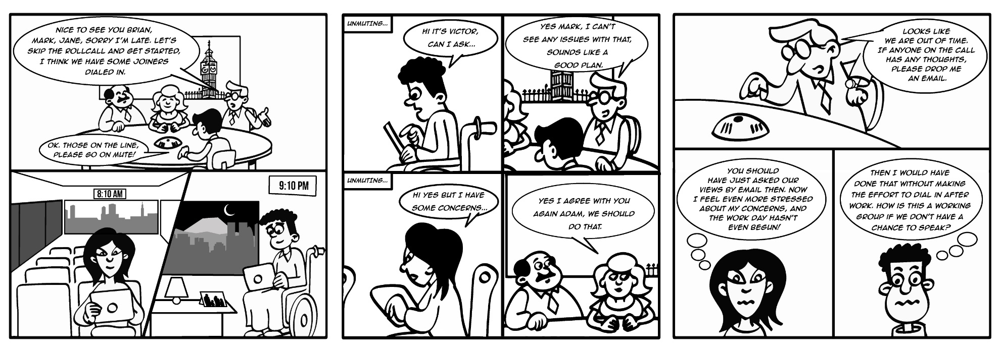 NICE TO SEE YOU BRIAN,
MARK, JANE, SORRY I'M LATE. LET'S
SKIP THE ROLLCALL AND GET STARTED,
I THINK WE HAVE SOME JOINERS
DIALED IN.
OK. THOSE ON THE LINE,
PLEASE GO ON MUTE!
8:10 AM
9:10 PM
UNMUTING...
HI IT'S VICTOR,
CAN I ASK...
YES MARK, I CAN'T
SEE ANY ISSUES WITH THAT,
SOUNDS LIKE A
GOOD PLAN.
UNMUTING...
HI YES BUT I HAVE
SOME CONCERNS...
YES I AGREE WITH YOU
AGAIN ADAM, WE SHOULD
DO THAT.
LOOKS LIKE
WE ARE OUT OF TIME.
IF ANYONE ON THE CALL
HAS ANY THOUGHTS,
PLEASE DROP ME
AN EMAIL.
YOU SHOULD
HAVE JUST ASKED OUR
VIEWS BY EMAIL THEN. NOW
I FEEL EVEN MORE STRESSED
ABOUT MY CONCERNS, AND
THE WORK DAY HASN'T
EVEN BEGUN!
THEN I WOULD HAVE
DONE THAT WITHOUT MAKING
THE EFFORT TO DIAL IN AFTER
WORK. HOW IS THIS A WORKING
GROUP IF WE DON'T HAVE A
CHANCE TO SPEAK?